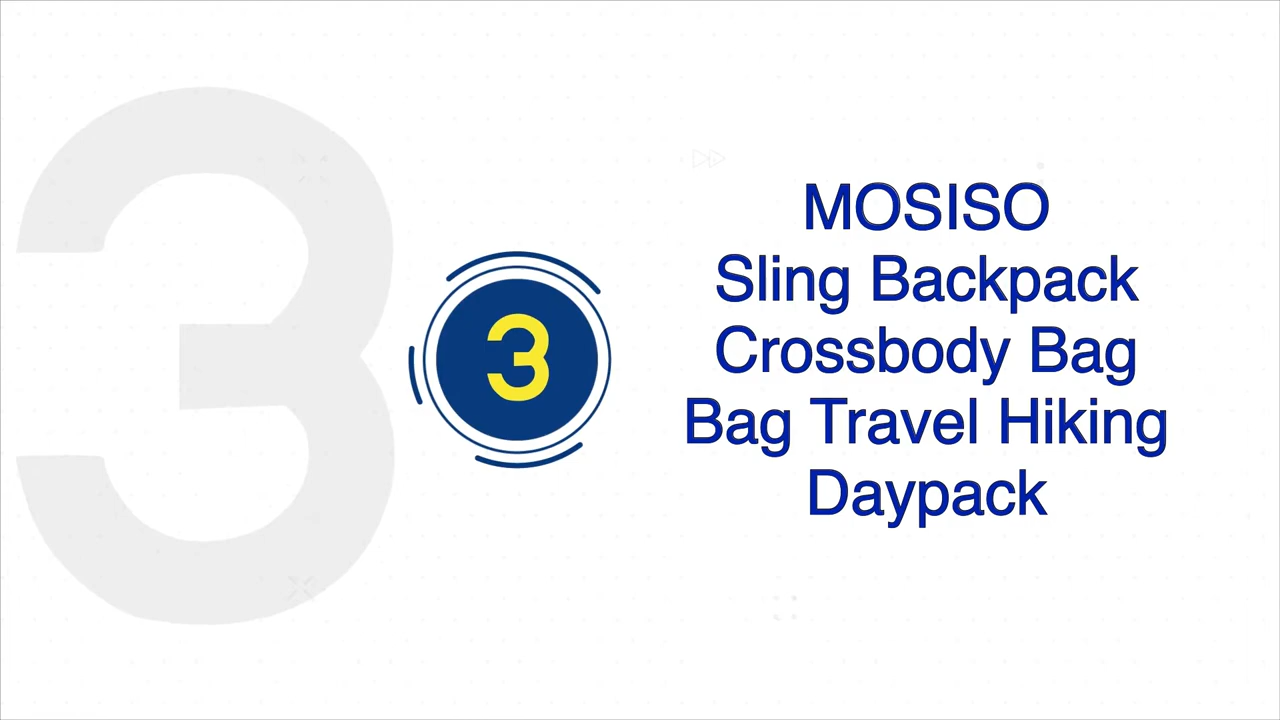 3
3
MOSISO
Sling Backpack
Crossbody Bag
Bag Travel Hiking
Daypack